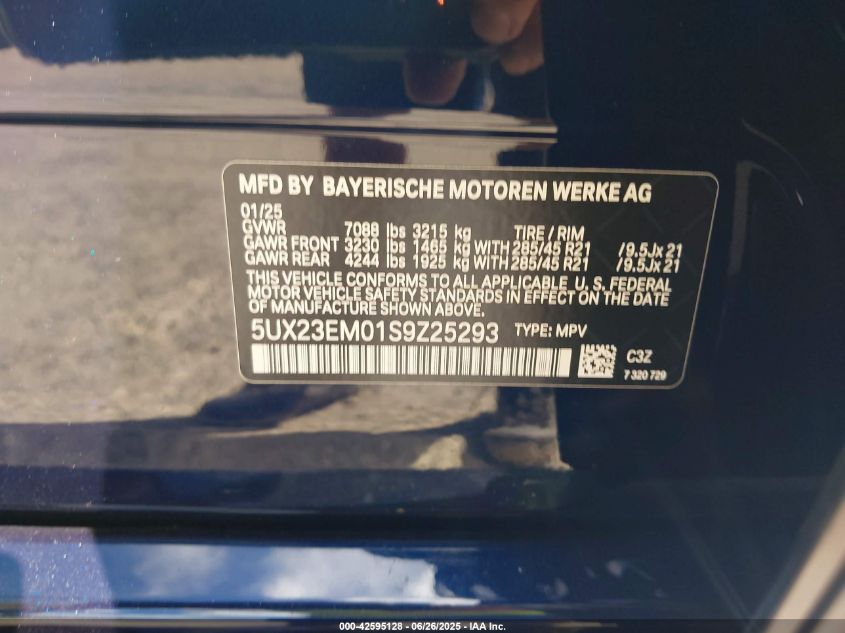 MFD BY BAYERISCHE MOTOREN WERKE AG
01/25
GVWR 7088 lbs 3215 kg TIRE / RIM
GAWR FRONT 3230 lbs 1465 kg WITH 285/45 R21 /9.5Jx21
GAWR REAR 4244 lbs 1925 kg WITH 285/45 R21 /9.5Jx21
THIS VEHICLE CONFORMS TO ALL APPLICABLE U.S. FEDERAL
MOTOR VEHICLE SAFETY STANDARDS IN EFFECT ON THE DATE
OF MANUFACTURE SHOWN ABOVE.
5UX23EM01S9Z25293 TYPE: MPV
C3Z
7 320 729
000-42595128 - 06/26/2025 - IAA Inc.